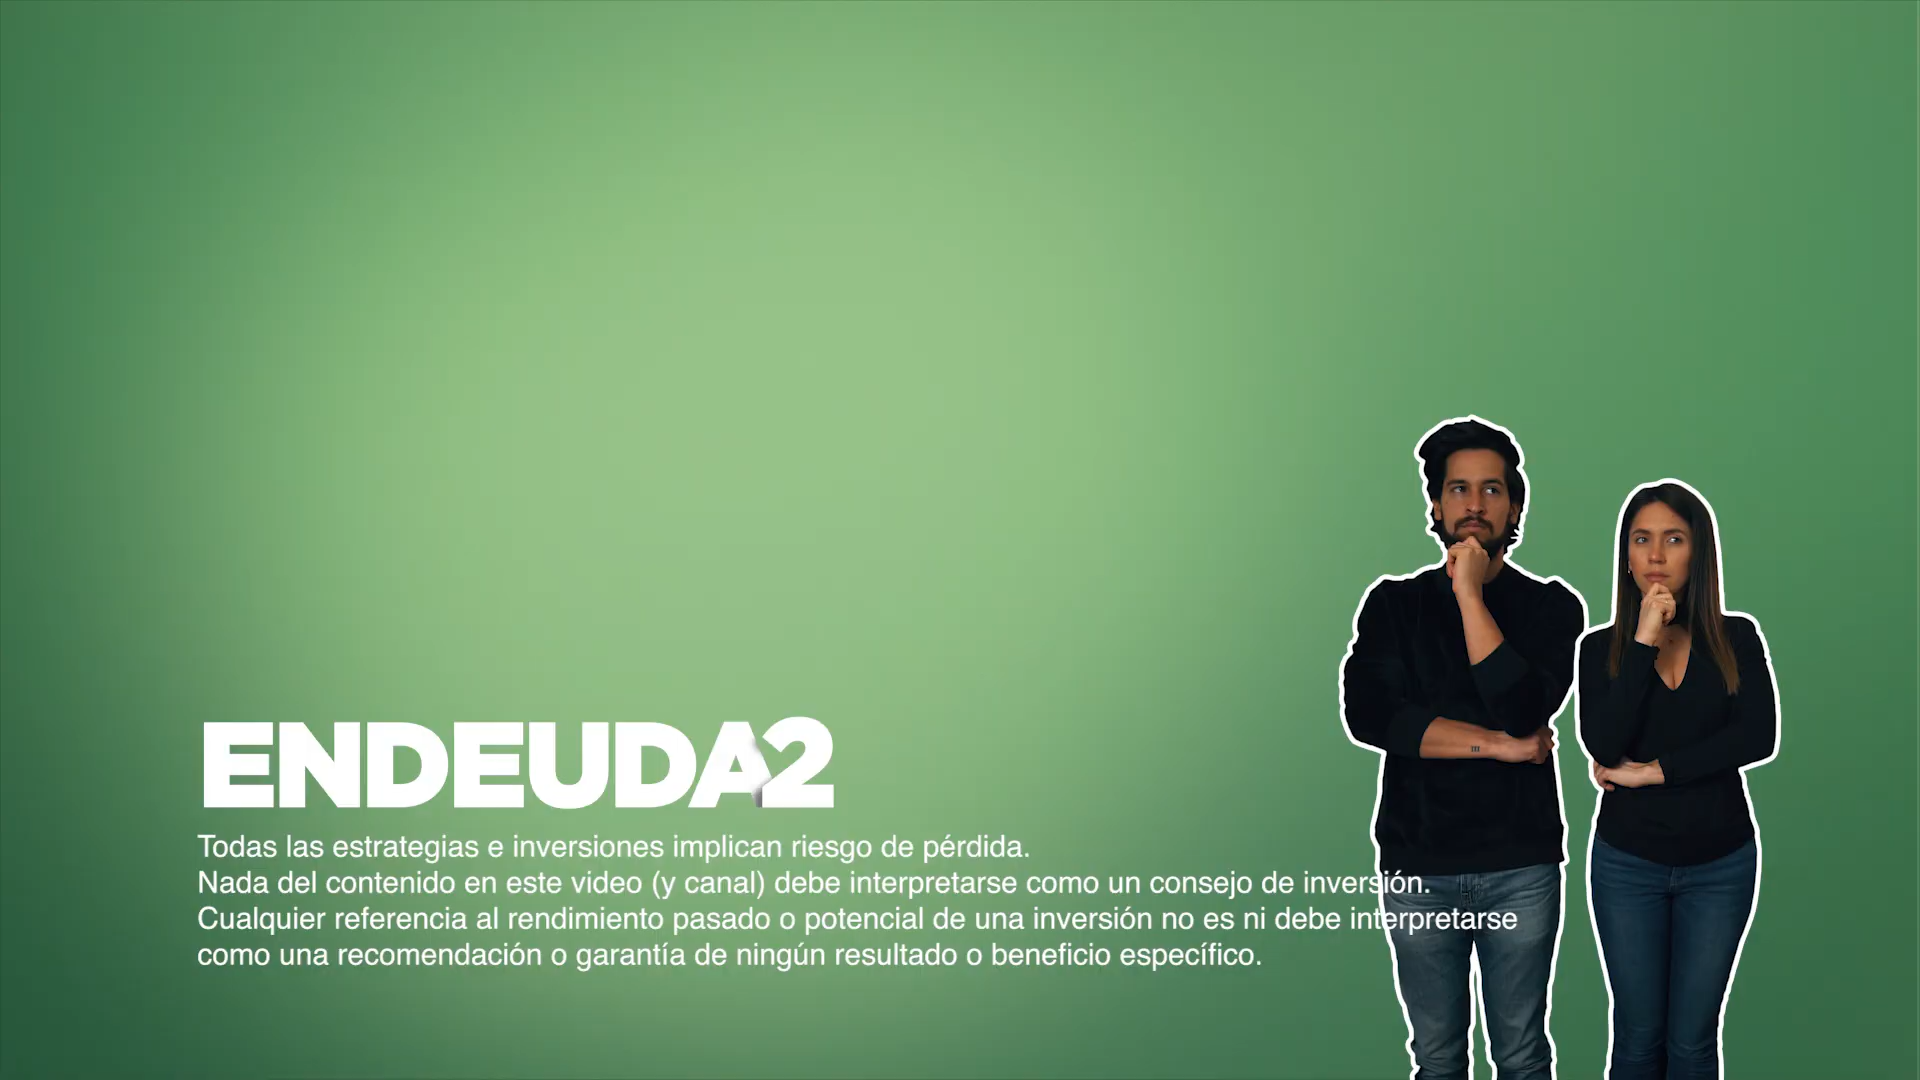 ENDEUDA2
Todas las estrategias e inversiones implican riesgo de pérdida.
Nada del contenido en este video (y canal) debe interpretarse como un consejo de inversión.
Cualquier referencia al rendimiento pasado o potencial de una inversión no es ni debe interpretarse
como una recomendación o garantía de ningún resultado o beneficio específico.